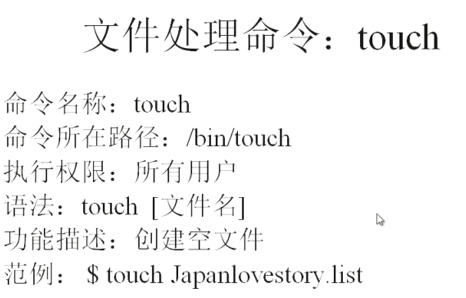 文件处理命令：touch
命令名称：touch
命令所在路径：/bin/touch
执行权限：所有用户
语法：touch [文件名]
功能描述：创建空文件
范例： $ touch Japanlovestory.list